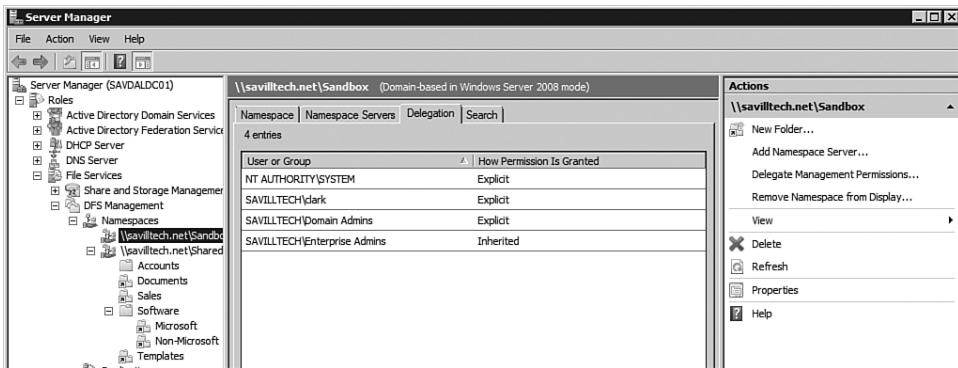 Server Manager
File Action View Help
Server Manager (SAVDALDC01)
Roles
Active Directory Domain Services
Active Directory Federation Service
DHCP Server
DNS Server
File Services
Share and Storage Managemer
DFS Management
Namespaces
\\savilltech.net\Sandbo
\\savilltech.net\Shared
Accounts
Documents
Sales
Software
Microsoft
Non-Microsoft
Templates
\\savilltech.net\Sandbox (Domain-based in Windows Server 2008 mode)
Namespace Namespace Servers Delegation Search
4 entries
User or Group How Permission Is Granted
NT AUTHORITY\SYSTEM Explicit
SAVILLTECH\clark Explicit
SAVILLTECH\Domain Admins Explicit
SAVILLTECH\Enterprise Admins Inherited
Actions
\\savilltech.net\Sandbox
New Folder...
Add Namespace Server...
Delegate Management Permissions...
Remove Namespace from Display...
View
Delete
Refresh
Properties
Help